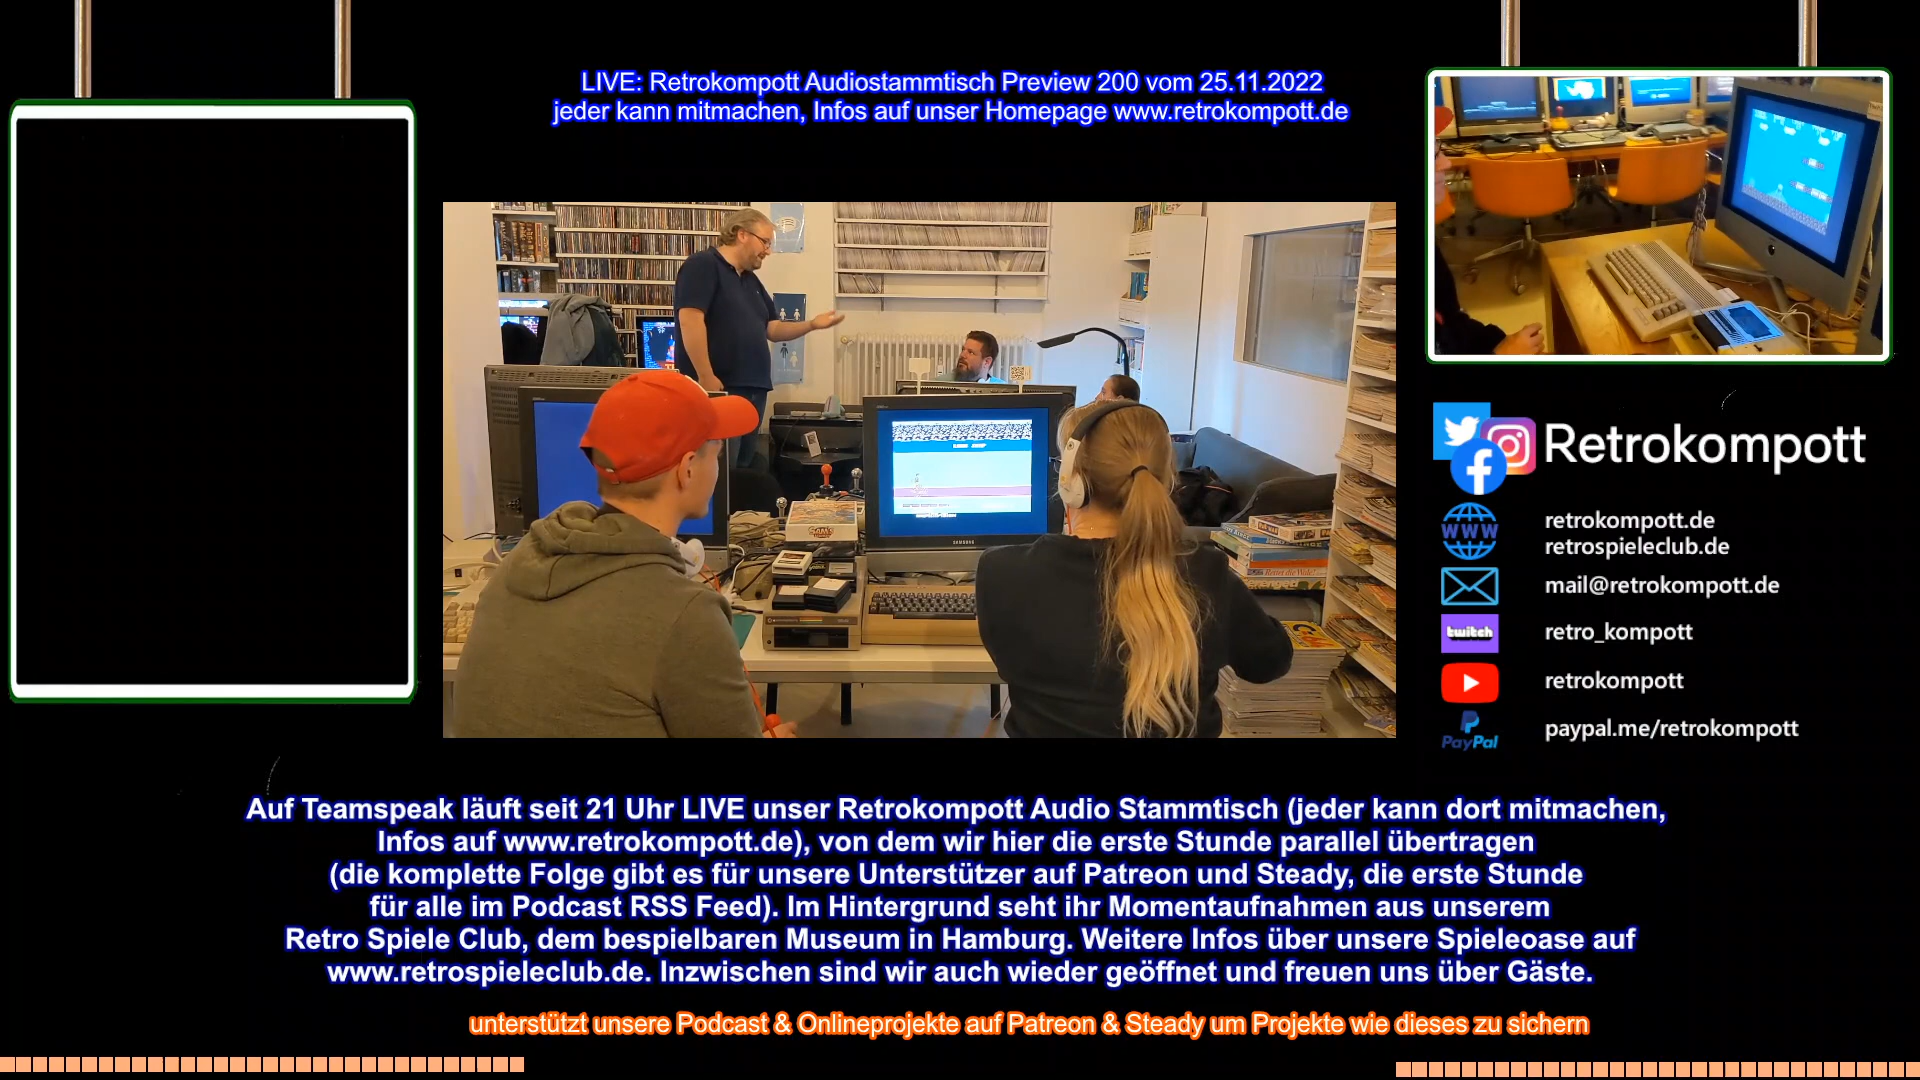 LIVE: Retrokompott Audiostammtisch Preview 200 vom 25.11.2022
jeder kann mitmachen, Infos auf unser Homepage www.retrokompott.de
SAMSUNG
Retrokompott
WWW
retrokompott.de
retrospieleclub.de
mail@retrokompott.de
twitch
retro_kompott
retrokompott
PayPal
paypal.me/retrokompott
Auf Teamspeak läuft seit 21 Uhr LIVE unser Retrokompott Audio Stammtisch (jeder kann dort mitmachen,
Infos auf www.retrokompott.de), von dem wir hier die erste Stunde parallel übertragen
(die komplette Folge gibt es für unsere Unterstützer auf Patreon und Steady, die erste Stunde
für alle im Podcast RSS Feed). Im Hintergrund seht ihr Momentaufnahmen aus unserem
Retro Spiele Club, dem bespielbaren Museum in Hamburg. Weitere Infos über unsere Spieleoase auf
www.retrospieleclub.de. Inzwischen sind wir auch wieder geöffnet und freuen uns über Gäste.
unterstützt unsere Podcast & Onlineprojekte auf Patreon & Steady um Projekte wie dieses zu sichern